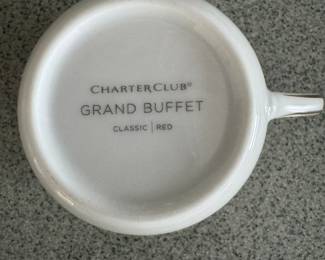 CHARTERCLUB®
GRAND BUFFET
CLASSIC | RED